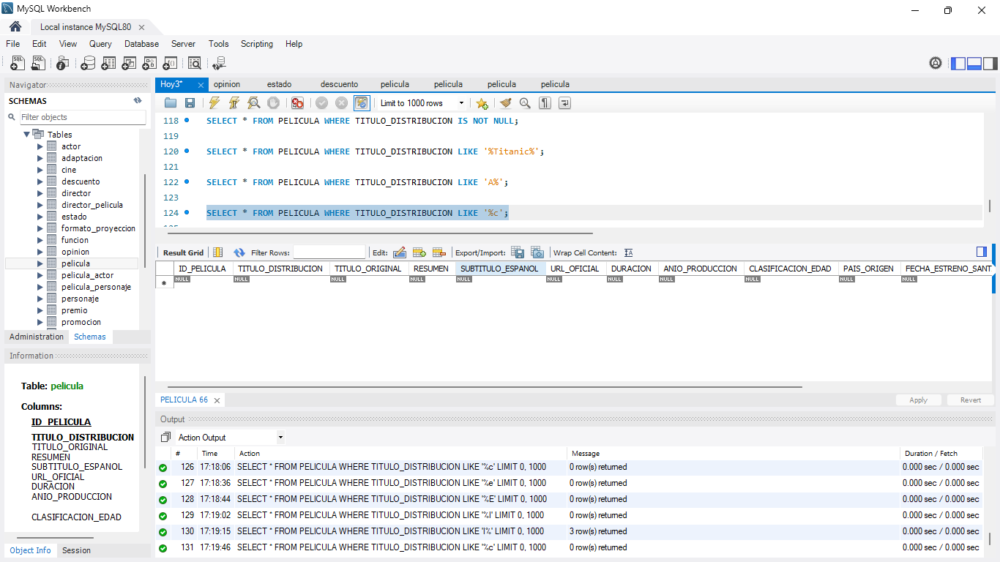 MySQL Workbench
Local instance MySQL80
File Edit View Query Database Server Tools Scripting Help
Navigator
SCHEMAS
Filter objects
Tables
actor
adaptacion
cine
descuento
director
director_pelicula
estado
formato_proyeccion
funcion
opinion
pelicula
pelicula_actor
pelicula_personaje
personaje
premio
promocion
Administration Schemas
Information
Table: pelicula
Columns:
ID_PELICULA
TITULO_DISTRIBUCION
TITULO_ORIGINAL
RESUMEN
SUBTITULO_ESPANOL
URL_OFICIAL
DURACION
ANIO_PRODUCCION
CLASIFICACION_EDAD
Object Info Session
Hoy3* opinion estado descuento pelicula pelicula pelicula pelicula
Limit to 1000 rows
118 SELECT * FROM PELICULA WHERE TITULO_DISTRIBUCION IS NOT NULL;
119
120 SELECT * FROM PELICULA WHERE TITULO_DISTRIBUCION LIKE '%Titanic%';
121
122 SELECT * FROM PELICULA WHERE TITULO_DISTRIBUCION LIKE 'A%';
123
124 SELECT * FROM PELICULA WHERE TITULO_DISTRIBUCION LIKE '%c';
Result Grid Filter Rows: Edit: Export/Import: Wrap Cell Content:
ID_PELICULA TITULO_DISTRIBUCION TITULO_ORIGINAL RESUMEN SUBTITULO_ESPANOL URL_OFICIAL DURACION ANIO_PRODUCCION CLASIFICACION_EDAD PAIS_ORIGEN FECHA_ESTRENO_SANT
NULL NULL NULL NULL NULL NULL NULL NULL NULL NULL NULL
PELICULA 66 Apply Revert
Output
Action Output
# Time Action Message Duration / Fetch
126 17:18:06 SELECT * FROM PELICULA WHERE TITULO_DISTRIBUCION LIKE '%c' LIMIT 0, 1000 0 row(s) returned 0.000 sec / 0.000 sec
127 17:18:36 SELECT * FROM PELICULA WHERE TITULO_DISTRIBUCION LIKE '%e' LIMIT 0, 1000 0 row(s) returned 0.000 sec / 0.000 sec
128 17:18:44 SELECT * FROM PELICULA WHERE TITULO_DISTRIBUCION LIKE '%E' LIMIT 0, 1000 0 row(s) returned 0.000 sec / 0.000 sec
129 17:19:02 SELECT * FROM PELICULA WHERE TITULO_DISTRIBUCION LIKE '%l' LIMIT 0, 1000 0 row(s) returned 0.000 sec / 0.000 sec
130 17:19:15 SELECT * FROM PELICULA WHERE TITULO_DISTRIBUCION LIKE 'l%' LIMIT 0, 1000 3 row(s) returned 0.000 sec / 0.000 sec
131 17:19:46 SELECT * FROM PELICULA WHERE TITULO_DISTRIBUCION LIKE '%c' LIMIT 0, 1000 0 row(s) returned 0.000 sec / 0.000 sec